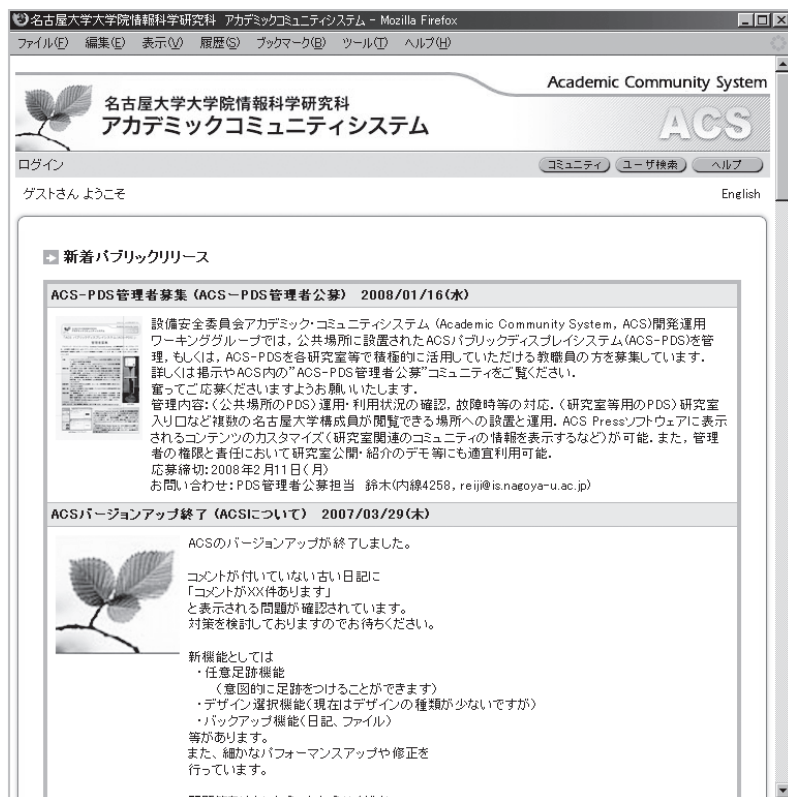 名古屋大学大学院情報科学研究科 アカデミックコミュニティシステム - Mozilla Firefox
ファイル(F) 編集(E) 表示(V) 履歴(S) ブックマーク(B) ツール(T) ヘルプ(H)
Academic Community System
名古屋大学大学院情報科学研究科
アカデミックコミュニティシステム
ACS
ログイン
コミュニティ ユーザ検索 ヘルプ
ゲストさん ようこそ
English
新着パブリックリリース
ACS-PDS管理者募集 (ACS-PDS管理者公募) 2008/01/16(水)
設備安全委員会アカデミック・コミュニティシステム (Academic Community System, ACS)開発運用
ワーキンググループでは, 公共場所に設置されたACSパブリックディスプレイシステム(ACS-PDS)を管
理, もしくは, ACS-PDSを各研究室等で積極的に活用していただける教職員の方を募集しています.
詳しくは掲示やACS内の"ACS-PDS管理者公募"コミュニティをご覧ください.
奮ってご応募くださいますようお願いいたします.
管理内容:(公共場所のPDS)運用・利用状況の確認, 故障時等の対応. (研究室等用のPDS)研究室
入り口など複数の名古屋大学構成員が閲覧できる場所への設置と運用. ACS Pressソフトウェアに表示
されるコンテンツのカスタマイズ(研究室関連のコミュニティの情報を表示するなど)が可能. また, 管理
者の権限と責任において研究室公開・紹介のデモ等にも適宜利用可能.
応募締切:2008年2月11日(月)
お問い合わせ:PDS管理者公募担当 鈴木(内線4258, reiji@is.nagoya-u.ac.jp)
ACSバージョンアップ終了 (ACSについて) 2007/03/29(木)
ACSのバージョンアップが終了しました。
コメントが付いていない古い日記に
「コメントがXX件あります」
と表示される問題が確認されています。
対策を検討しておりますのでお待ちください。
新機能としては
・任意足跡機能
(意図的に足跡をつけることができます)
・デザイン選択機能(現在はデザインの種類が少ないですが)
・バックアップ機能(日記、ファイル)
等があります。
また、細かなパフォーマンスアップや修正を
行っています。